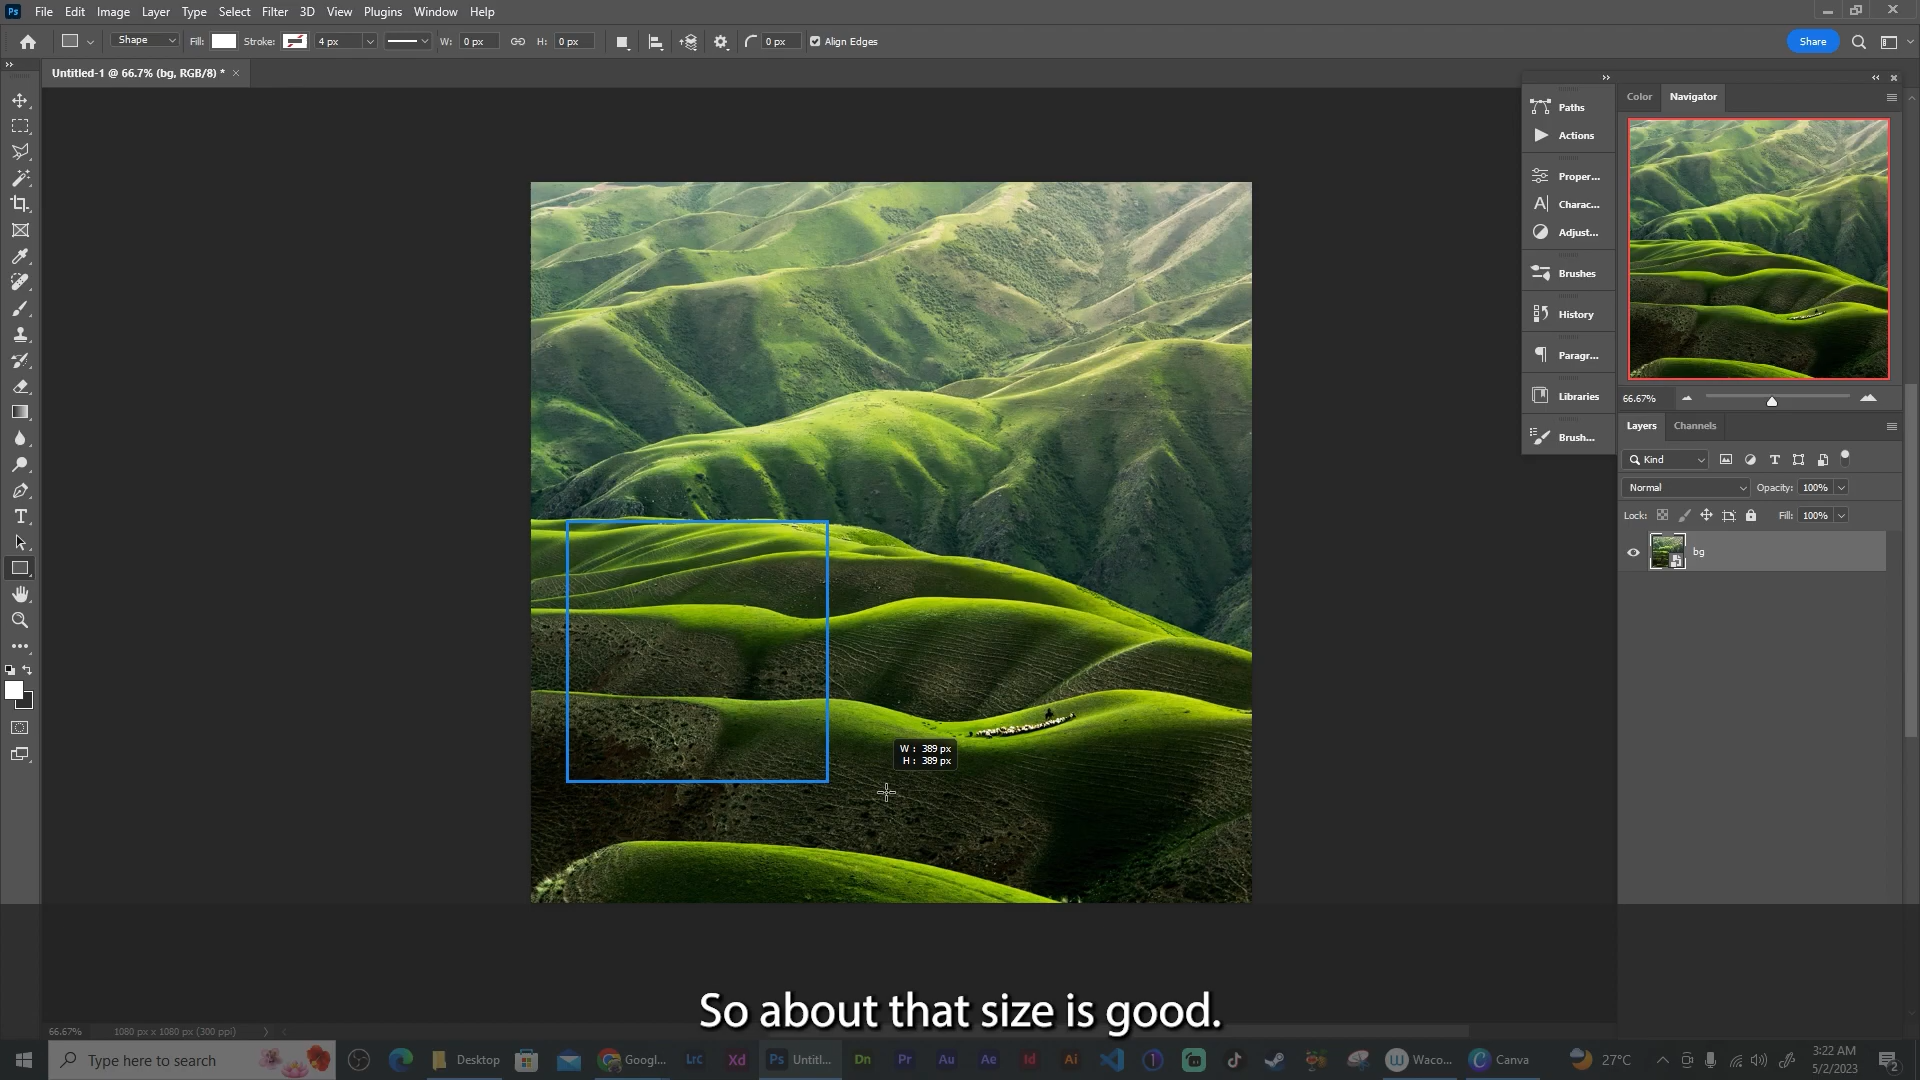 Ps File Edit Image Layer Type Select Filter 3D View Plugins Window Help
Shape Fill: Stroke: 4 px W: 0 px H: 0 px 0 px Align Edges Share
Untitled-1 @ 66.7% (bg, RGB/8) * ×
Paths
Actions
Proper...
Charac...
Adjust...
Brushes
History
Paragr...
Libraries
Brush...
Color Navigator
66.67%
Layers Channels
Kind
Normal Opacity: 100%
Lock: Fill: 100%
bg
W : 389 px
H : 389 px
So about that size is good.
66.67% 1080 px x 1080 px (300 ppi)
Type here to search Desktop Googl... LrC Xd Ps Untitl... Dn Pr Au Ae Id Ai W Waco... C Canva 27°C
3:22 AM
5/2/2023
2